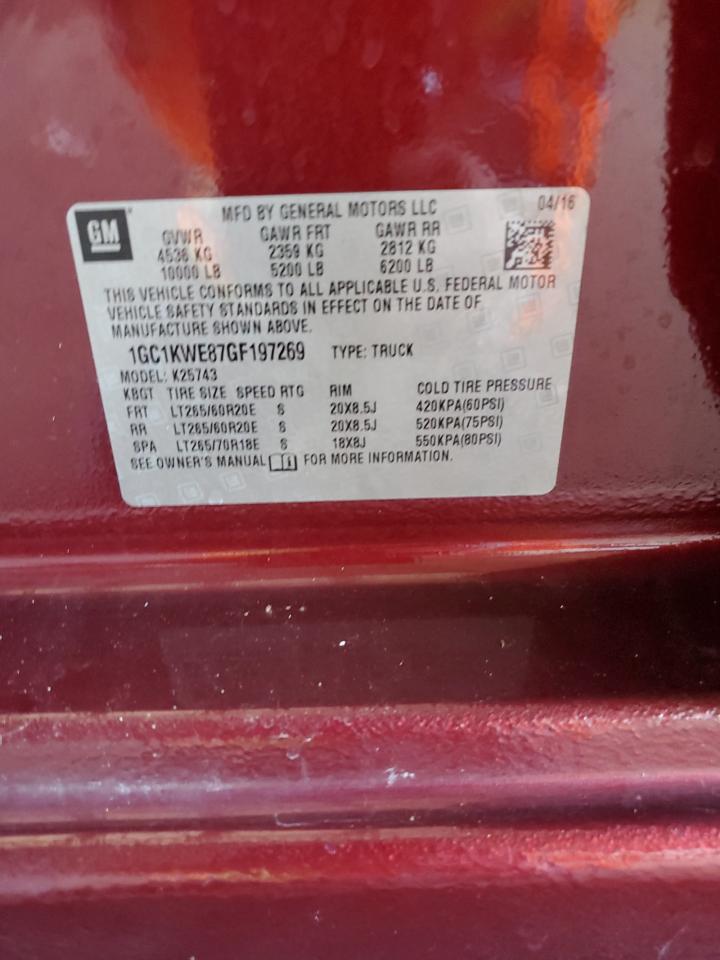 GM
MFD BY GENERAL MOTORS LLC 04/16
GVWR GAWR FRT GAWR RR
4536 KG 2359 KG 2812 KG
10000 LB 5200 LB 6200 LB
THIS VEHICLE CONFORMS TO ALL APPLICABLE U.S. FEDERAL MOTOR
VEHICLE SAFETY STANDARDS IN EFFECT ON THE DATE OF
MANUFACTURE SHOWN ABOVE.
1GC1KWE87GF197269 TYPE: TRUCK
MODEL: K25743
KBGT TIRE SIZE SPEED RTG RIM COLD TIRE PRESSURE
FRT LT265/60R20E S 20X8.5J 420KPA(60PSI)
RR LT265/60R20E S 20X8.5J 520KPA(75PSI)
SPA LT265/70R18E S 18X8J 550KPA(80PSI)
SEE OWNER'S MANUAL FOR MORE INFORMATION.